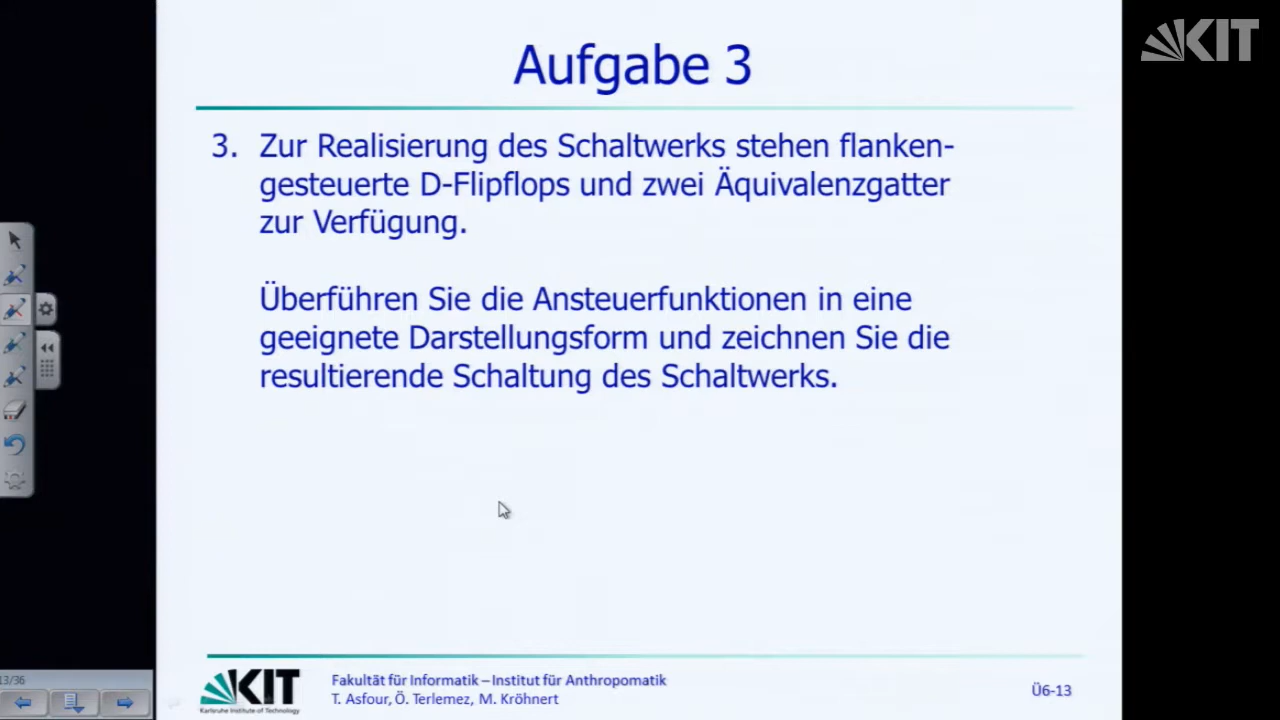 KIT
Aufgabe 3
3. Zur Realisierung des Schaltwerks stehen flanken-
gesteuerte D-Flipflops und zwei Äquivalenzgatter
zur Verfügung.
Überführen Sie die Ansteuerfunktionen in eine
geeignete Darstellungsform und zeichnen Sie die
resultierende Schaltung des Schaltwerks.
13/36
KIT
Karlsruhe Institute of Technology
Fakultät für Informatik – Institut für Anthropomatik
T. Asfour, Ö. Terlemez, M. Kröhnert
Ü6-13